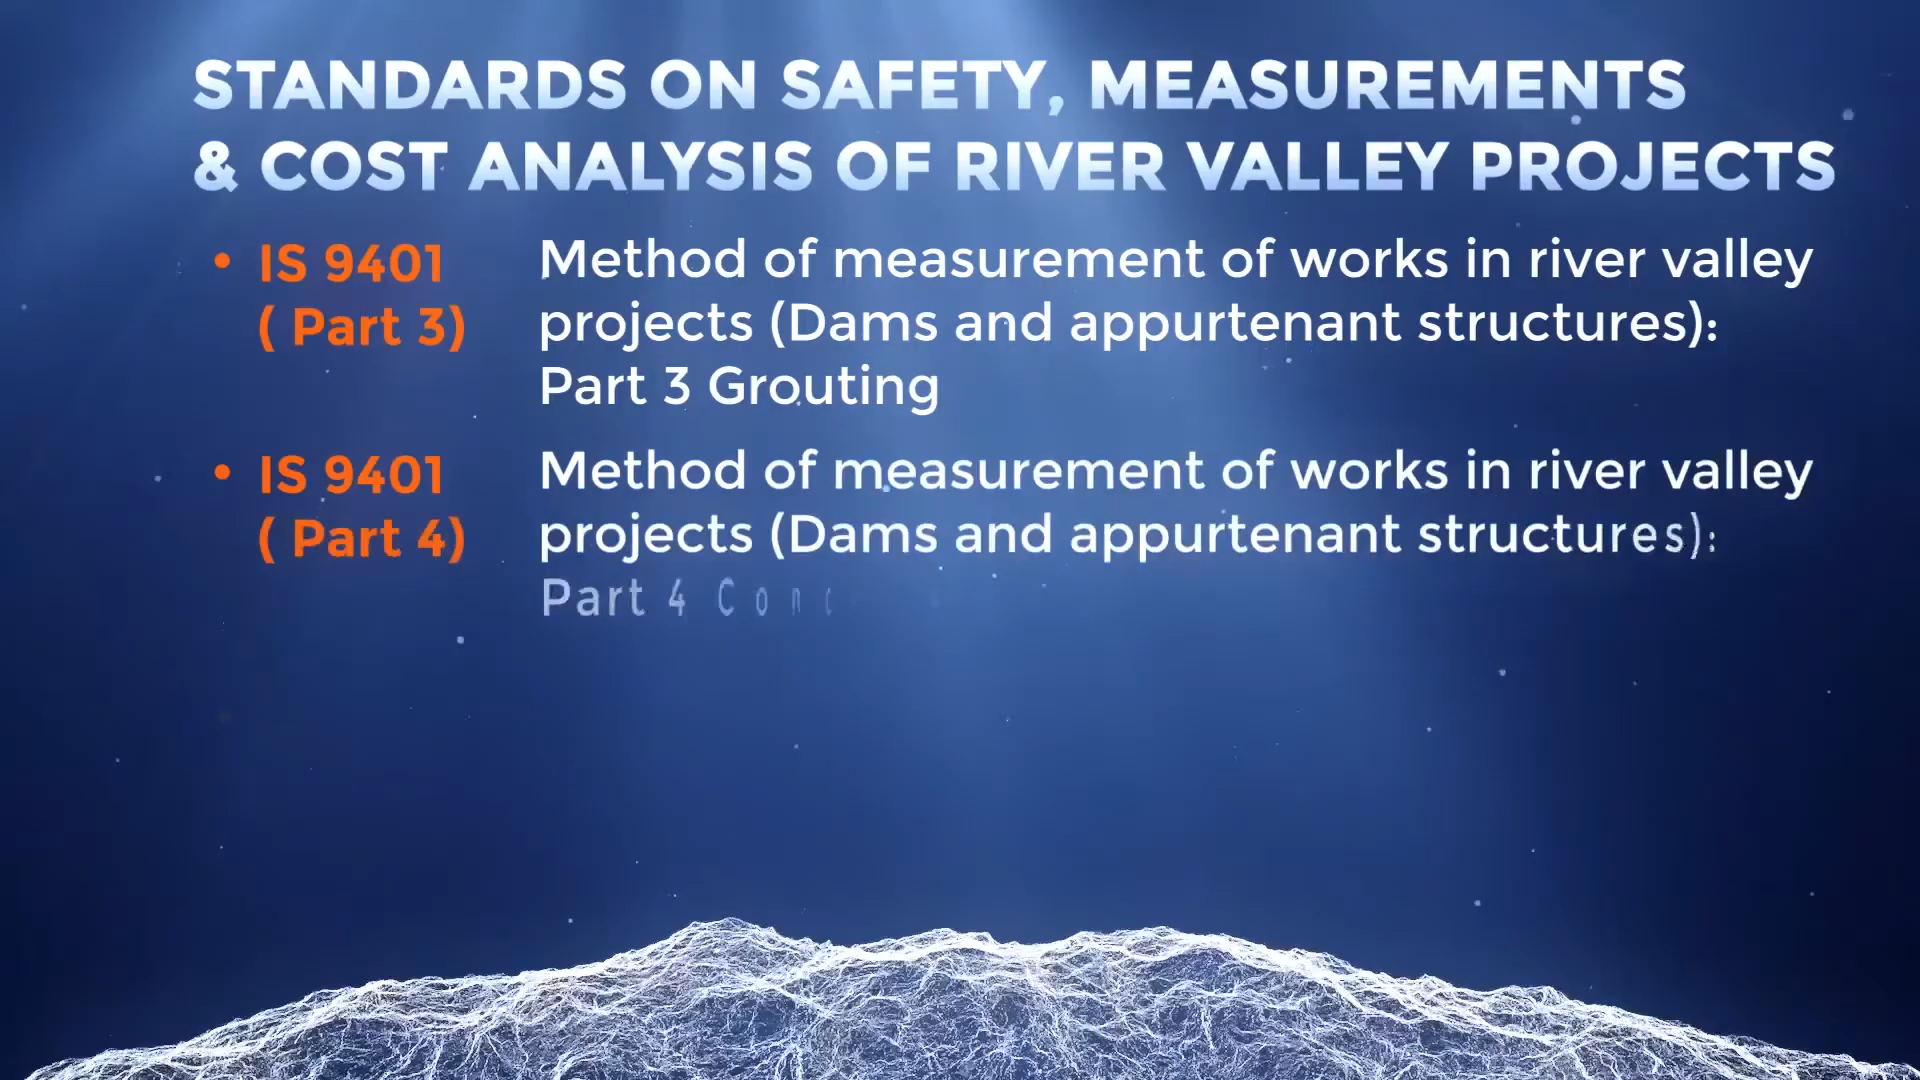 STANDARDS ON SAFETY, MEASUREMENTS
& COST ANALYSIS OF RIVER VALLEY PROJECTS
• IS 9401 Method of measurement of works in river valley
( Part 3) projects (Dams and appurtenant structures):
Part 3 Grouting
• IS 9401 Method of measurement of works in river valley
( Part 4) projects (Dams and appurtenant structures):
Part 4